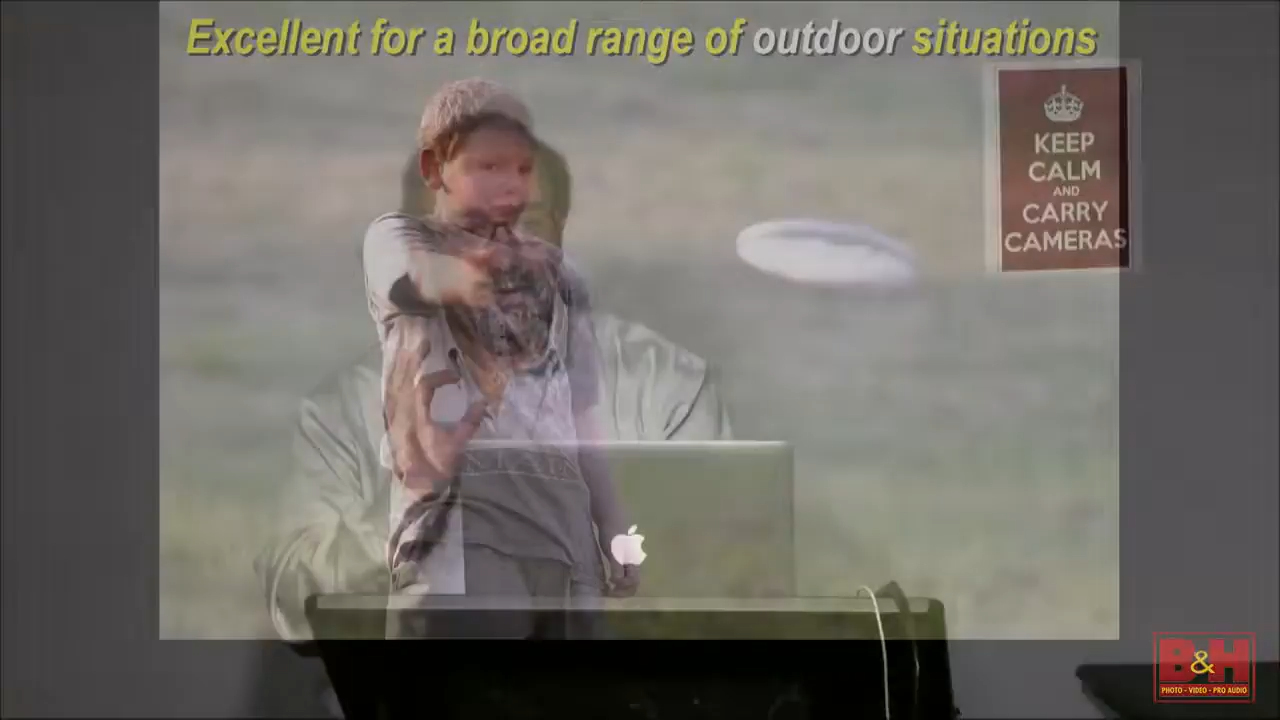 Excellent for a broad range of outdoor situations
KEEP
CALM
AND
CARRY
CAMERAS
B&H
PHOTO - VIDEO - PRO AUDIO